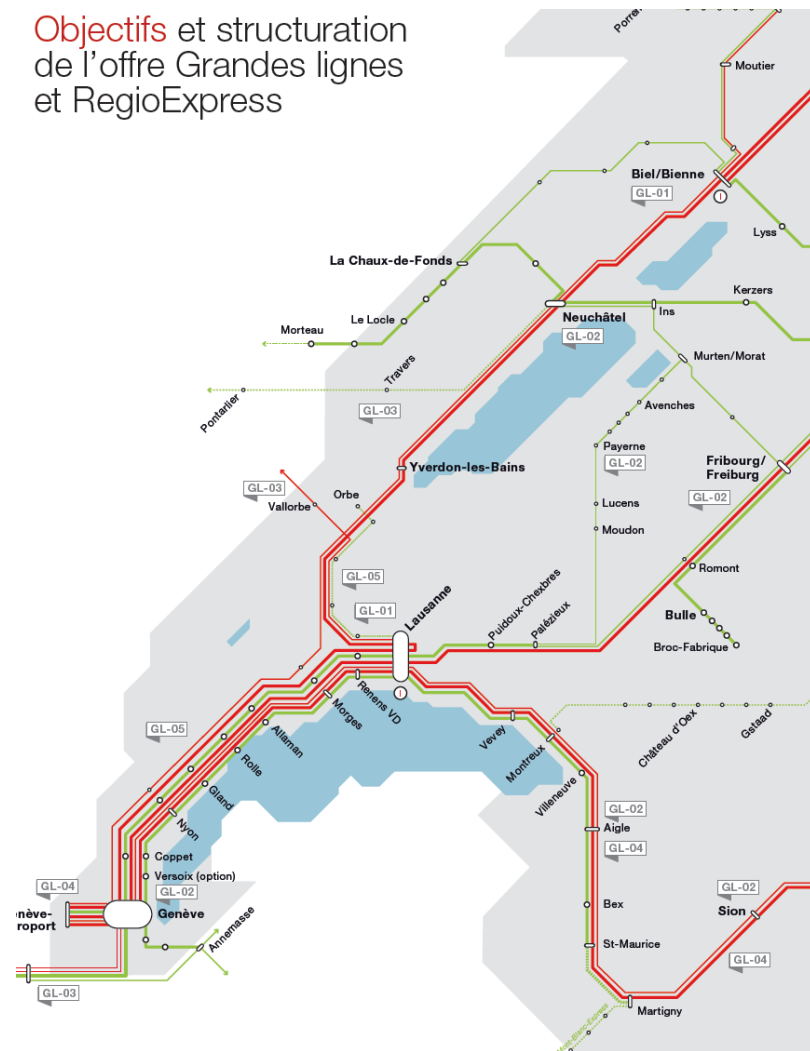 Objectifs et structuration
de l'offre Grandes lignes
et RegioExpress
Moutier
Biel/Bienne
GL-01
Lyss
La Chaux-de-Fonds
Kerzers
Ins
Neuchâtel
GL-02
Le Locle
Morteau
Murten/Morat
Travers
Pontarlier
GL-03
Avenches
Payerne
GL-02
Yverdon-les-Bains
Fribourg/
Freiburg
GL-02
GL-03
Orbe
Vallorbe
Lucens
Moudon
GL-05
Romont
GL-01
Lausanne
Puidoux-Chexbres
Palézieux
Bulle
Broc-Fabrique
Renens VD
Morges
Allaman
Rolle
Gland
Nyon
GL-05
Vevey
Montreux
Villeneuve
Château d'Oex
Gstaad
GL-02
Aigle
GL-04
Coppet
Versoix (option)
GL-02
GL-04
nève-
roport
Genève
Annemasse
Bex
GL-02
Sion
St-Maurice
GL-04
GL-03
Martigny